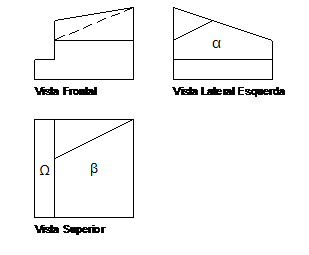 α
Vista Frontal
Vista Lateral Esquerda
Ω
β
Vista Superior